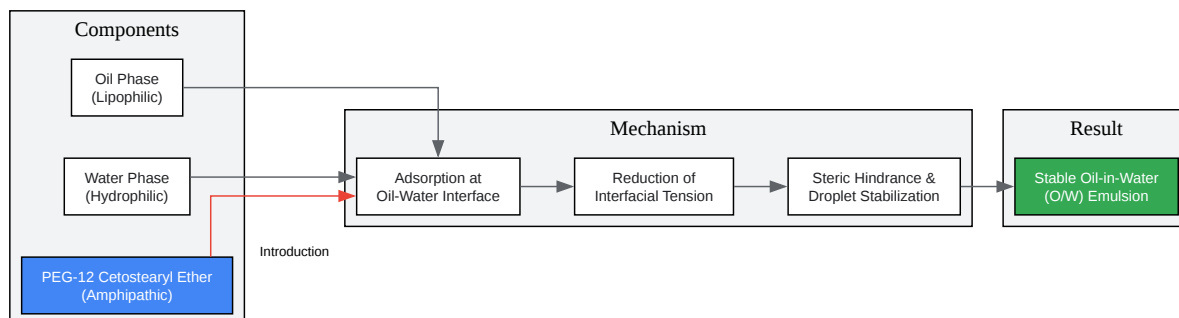 Components
Oil Phase
(Lipophilic)
Water Phase
(Hydrophilic)
PEG-12 Cetostearyl Ether
(Amphipathic)
Introduction
Mechanism
Adsorption at
Oil-Water Interface
Reduction of
Interfacial Tension
Steric Hindrance &
Droplet Stabilization
Result
Stable Oil-in-Water
(O/W) Emulsion